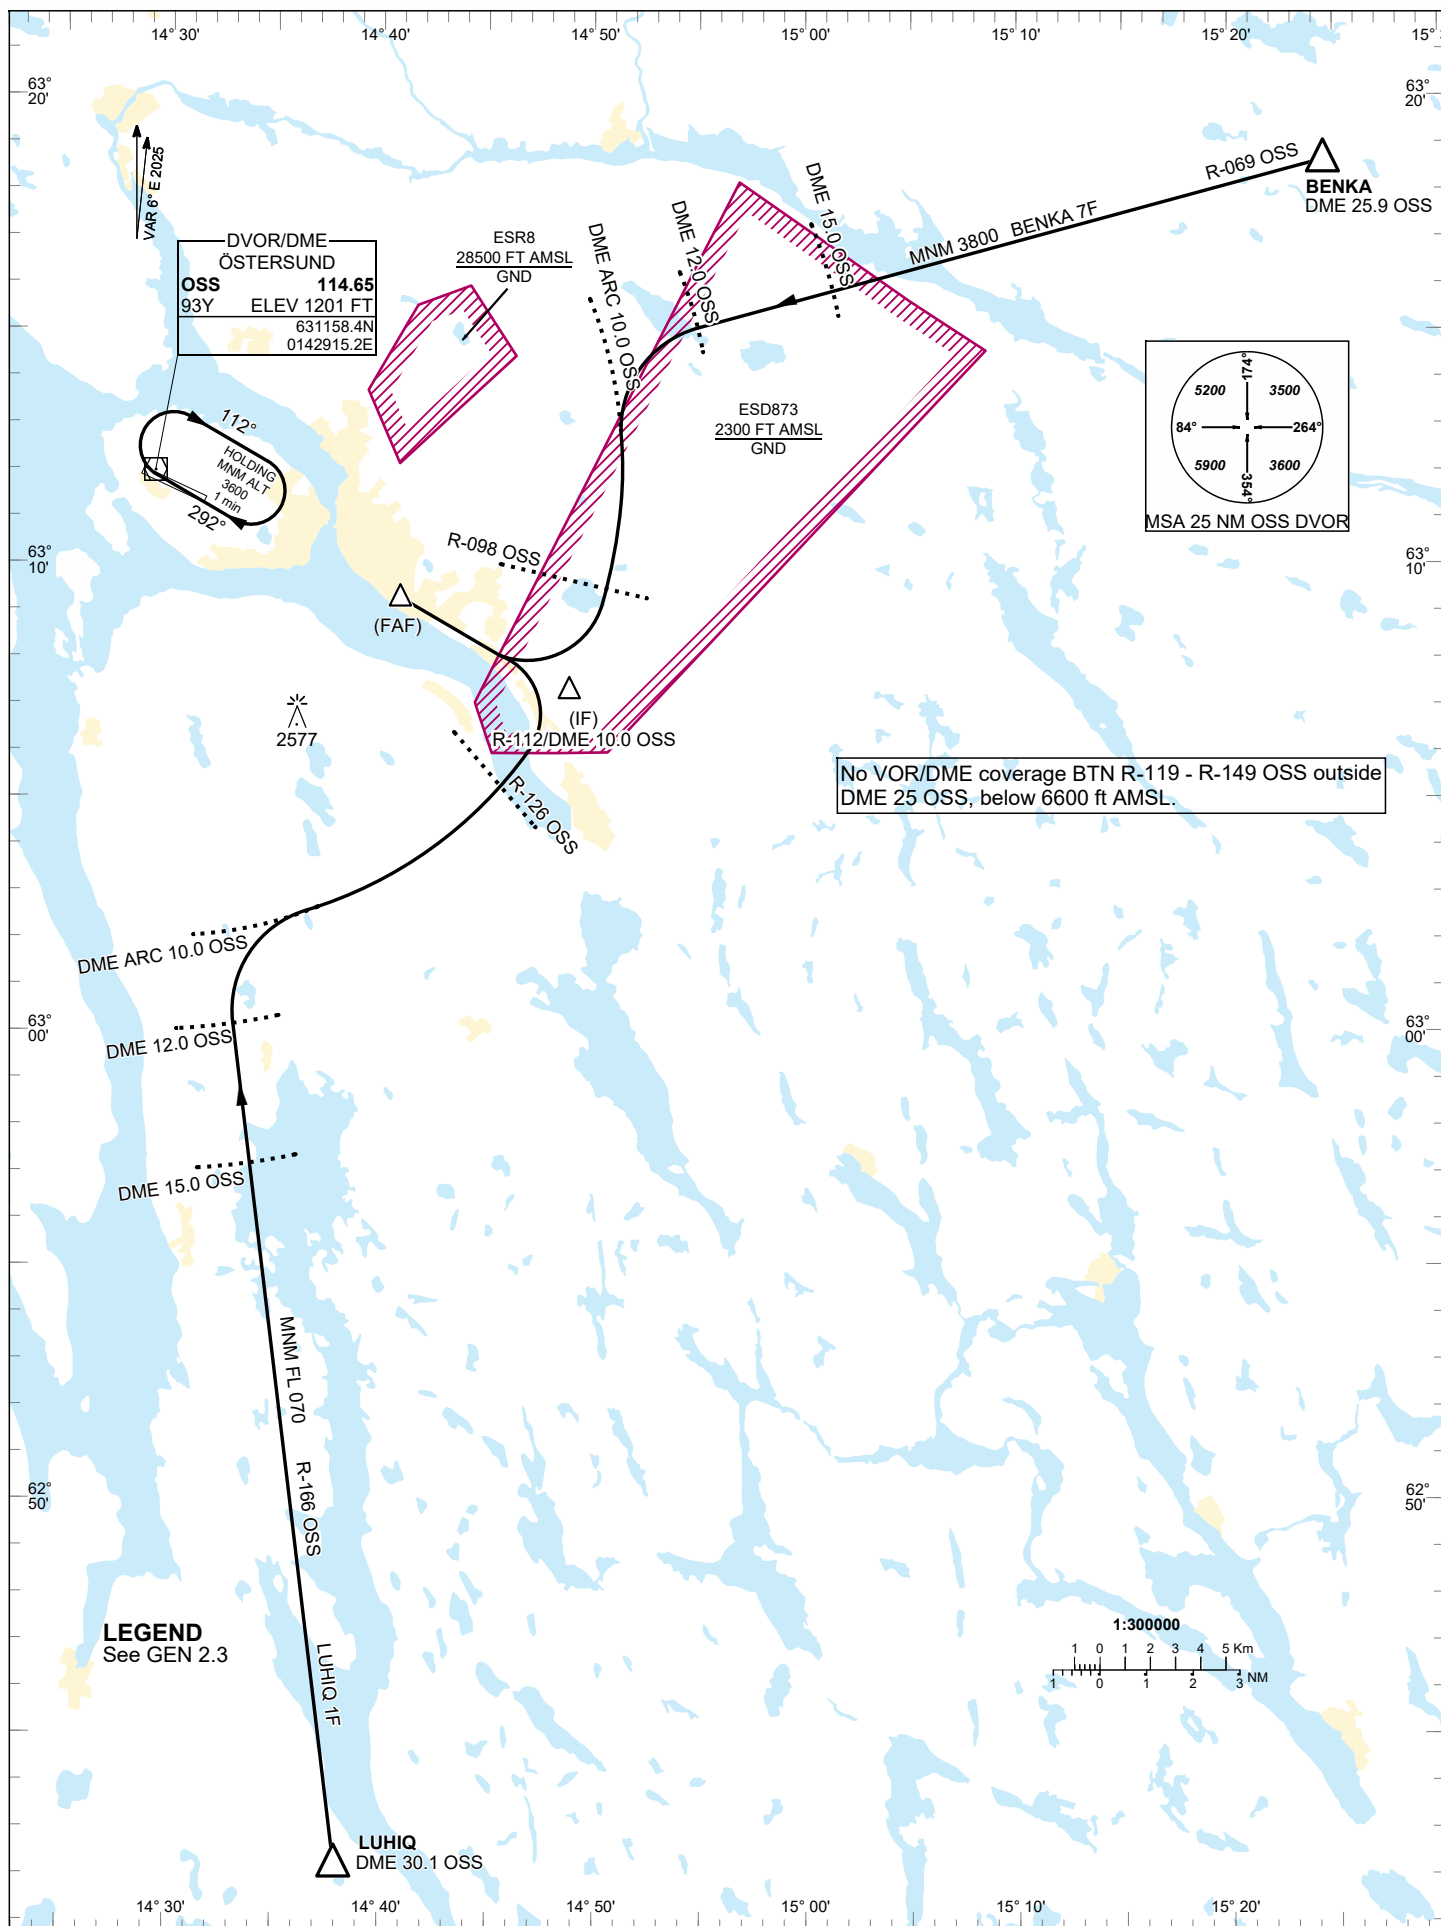 14° 30'
14° 40'
14° 50'
15° 00'
15° 10'
15° 20'
15°
63°
20'
63°
20'
VAR 6° E 2025
DVOR/DME
ÖSTERSUND
OSS 114.65
93Y ELEV 1201 FT
631158.4N
0142915.2E
ESR8
28500 FT AMSL
GND
DME ARC 10.0 OSS
DME 12.0 OSS
DME 15.0 OSS
MNM 3800 BENKA 7F
R-069 OSS
BENKA
DME 25.9 OSS
ESD873
2300 FT AMSL
GND
174°
5200
3500
84°
264°
5900
3600
354°
MSA 25 NM OSS DVOR
112°
HOLDING
MNM ALT
3600
1 min
292°
R-098 OSS
63°
10'
63°
10'
(FAF)
(IF)
R-112/DME 10.0 OSS
2577
R-126 OSS
No VOR/DME coverage BTN R-119 - R-149 OSS outside
DME 25 OSS, below 6600 ft AMSL.
DME ARC 10.0 OSS
63°
00'
63°
00'
DME 12.0 OSS
DME 15.0 OSS
MNM FL 070
R-166 OSS
LUHIQ 1F
62°
50'
62°
50'
LEGEND
See GEN 2.3
1:300000
1 0 1 2 3 4 5 Km
1 0 1 2 3 NM
LUHIQ
DME 30.1 OSS
14° 30'
14° 40'
14° 50'
15° 00'
15° 10'
15° 20'